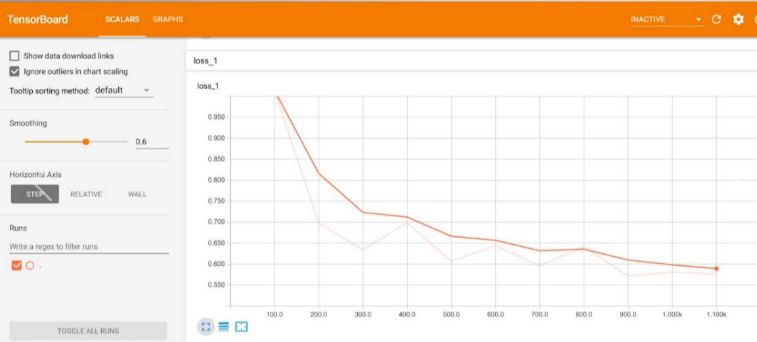 TensorBoard SCALARS GRAPHS INACTIVE
Show data download links
Ignore outliers in chart scaling
Tooltip sorting method: default
Smoothing
0.6
Horizontal Axis
STEP RELATIVE WALL
Runs
Write a regex to filter runs
.
TOGGLE ALL RUNS
loss_1
loss_1
0.950
0.900
0.850
0.800
0.750
0.700
0.650
0.600
0.550
100.0 200.0 300.0 400.0 500.0 600.0 700.0 800.0 900.0 1.000k 1.100k